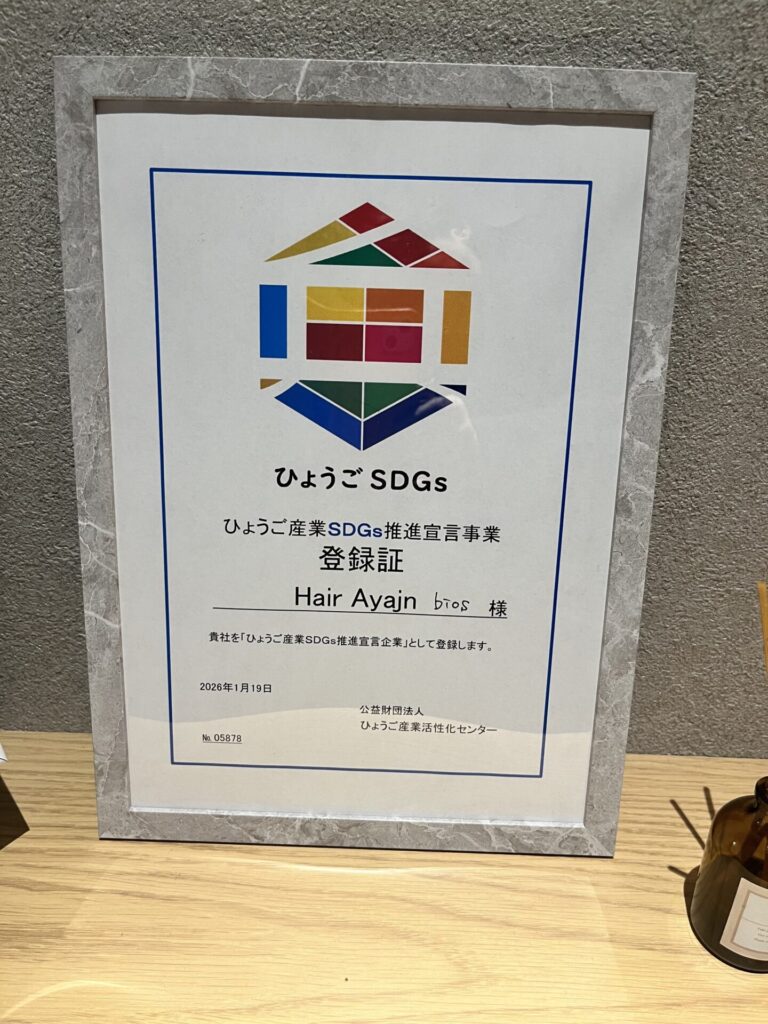 ひょうご SDGs
ひょうご産業SDGs推進宣言事業
登録証
Hair Ayajn bios 様
貴社を「ひょうご産業SDGs推進宣言企業」として登録します。
2026年1月19日
公益財団法人
ひょうご産業活性化センター
№ 05878